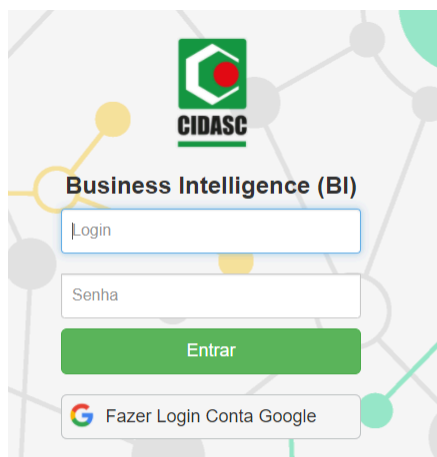 CIDASC
Business Intelligence (BI)
Login
Senha
Entrar
Fazer Login Conta Google